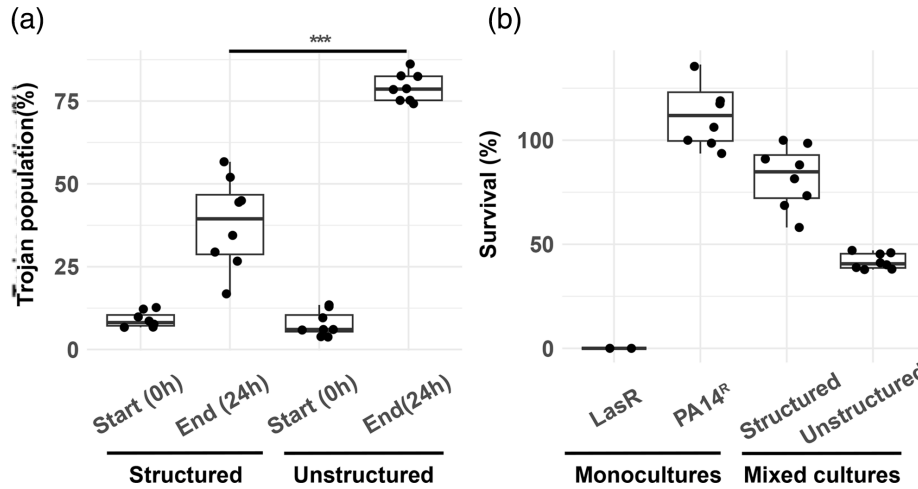 (a)
***
Trojan population(%)
75
50
25
0
Start (0h)
End (24h)
Start (0h)
End(24h)
Structured
Unstructured
(b)
Survival (%)
100
50
0
LasR
PA14ᴿ
Structured
Unstructured
Monocultures
Mixed cultures